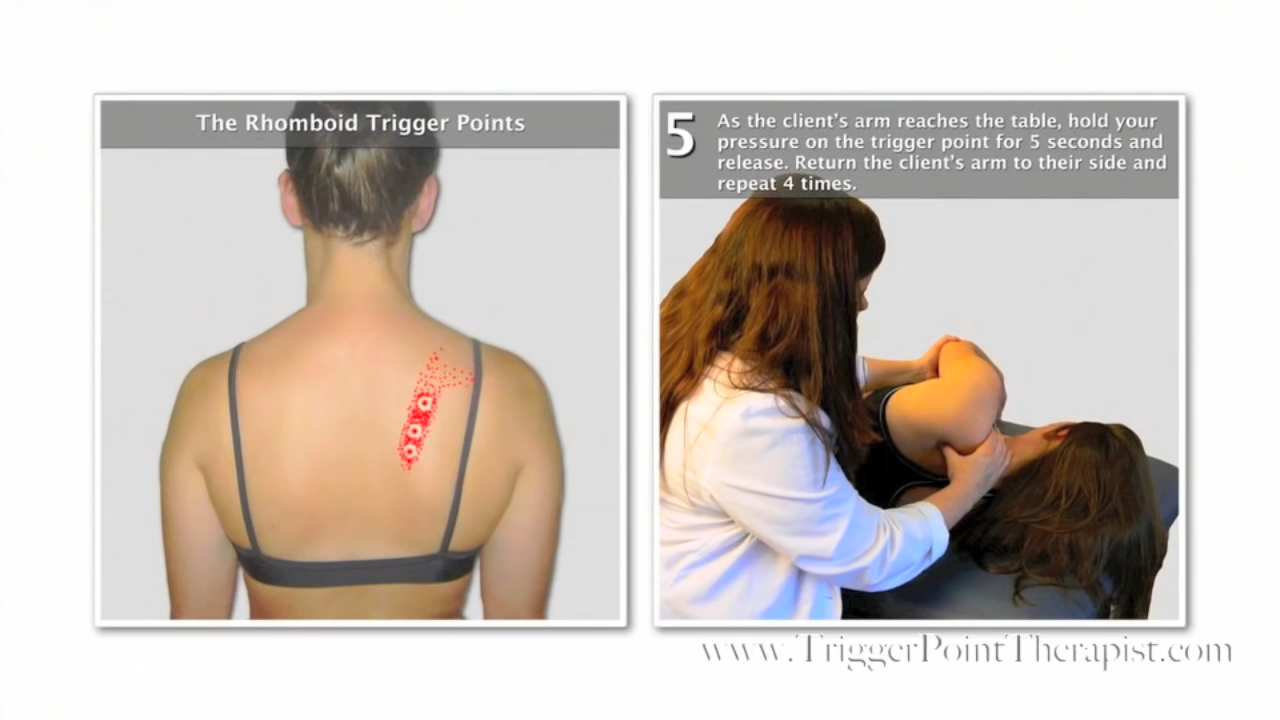 The Rhomboid Trigger Points
5
As the client's arm reaches the table, hold your
pressure on the trigger point for 5 seconds and
release. Return the client's arm to their side and
repeat 4 times.
www.TriggerPointTherapist.com